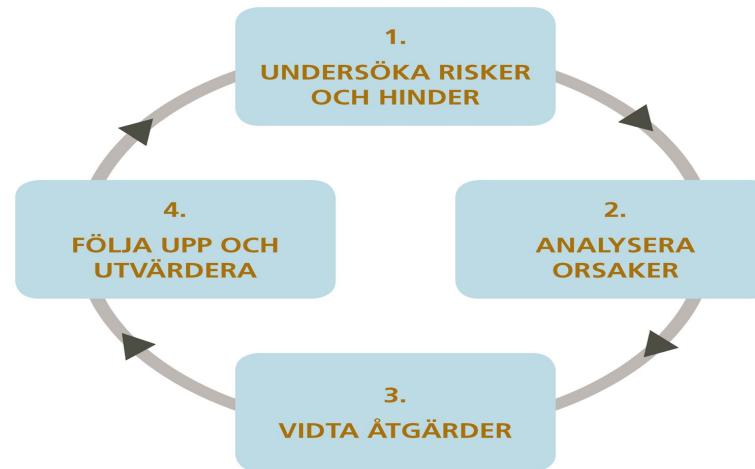 1.
UNDERSÖKA RISKER
OCH HINDER
2.
ANALYSERA
ORSAKER
3.
VIDTA ÅTGÄRDER
4.
FÖLJA UPP OCH
UTVÄRDERA